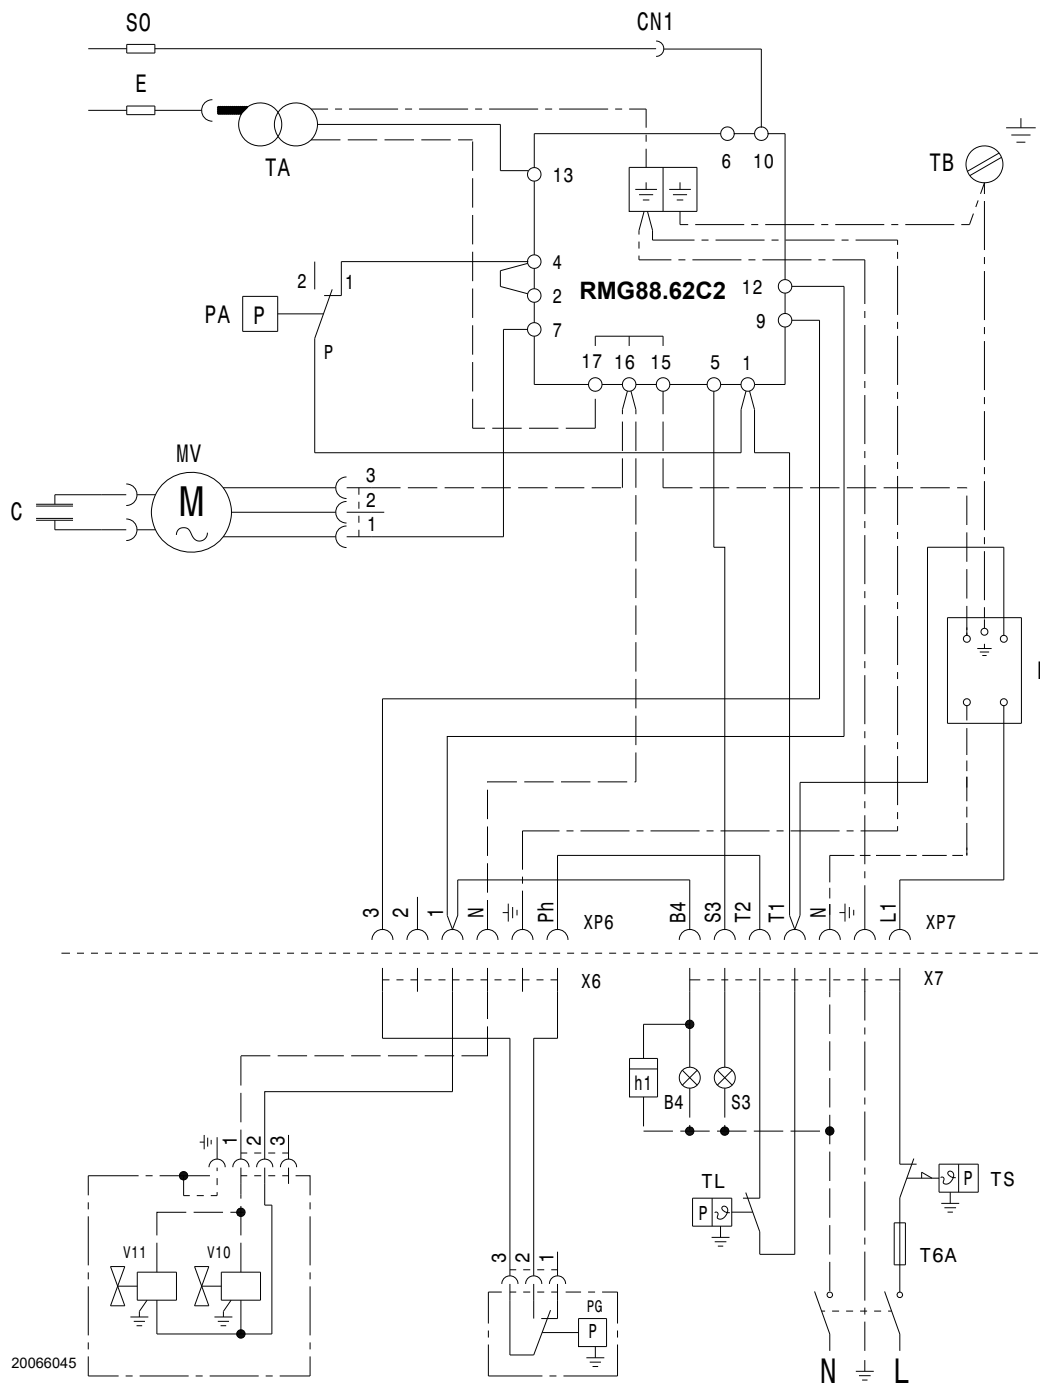 SO
CN1
E
TA
6 10
TB
13
4
2
RMG88.62C2
12
9
7
2 1
PA P
P
17 16 15 5 1
MV
M
C
3
2
1
3 2 1 N Ph XP6
B4 S3 T2 T1 N L1 XP7
X6
X7
h1
B4 S3
1 2 3
TL
P ϑ
ϑ P TS
T6A
V11 V10
3 2 1
PG
P
20066045
N L